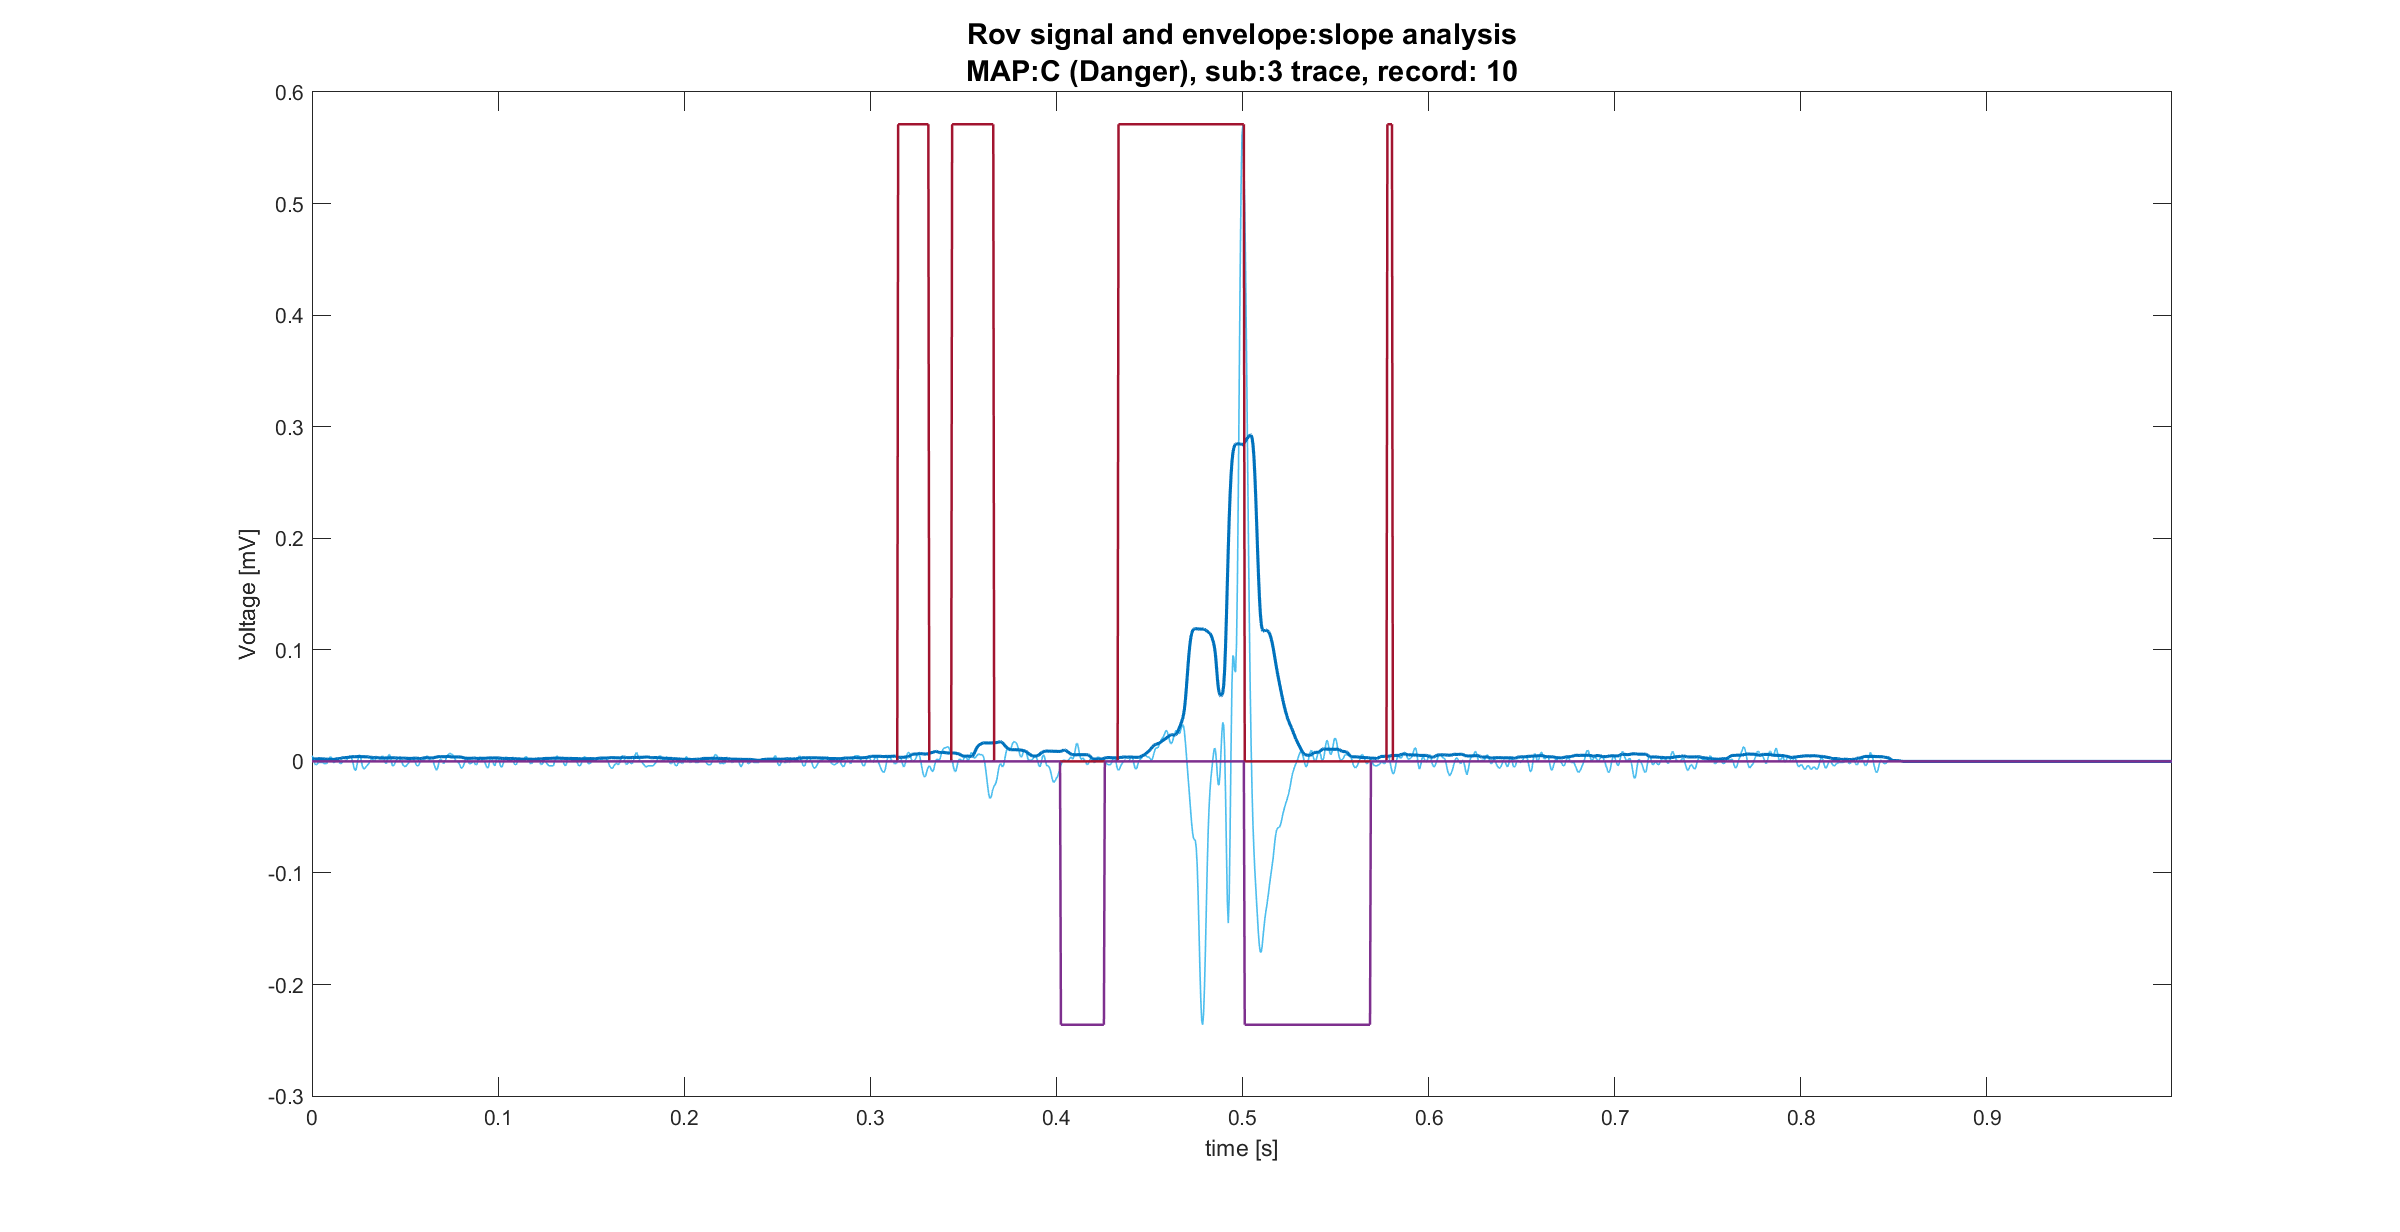 Rov signal and envelope:slope analysis
MAP:C (Danger), sub:3 trace, record: 10
0.6
0.5
0.4
0.3
0.2
0.1
0
-0.1
-0.2
-0.3
Voltage [mV]
0 0.1 0.2 0.3 0.4 0.5 0.6 0.7 0.8 0.9
time [s]